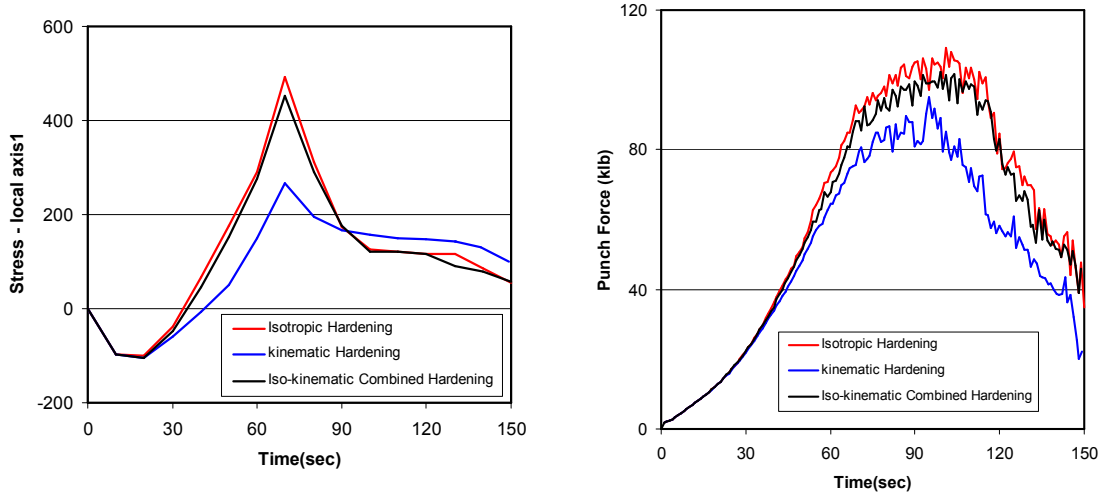 600
400
200
0
-200
Stress - local axis1
0 30 60 90 120 150
Time(sec)
Isotropic Hardening
kinematic Hardening
Iso-kinematic Combined Hardening
120
80
40
0
Punch Force (klb)
0 30 60 90 120 150
Time(sec)
Isotropic Hardening
kinematic Hardening
Iso-kinematic Combined Hardening